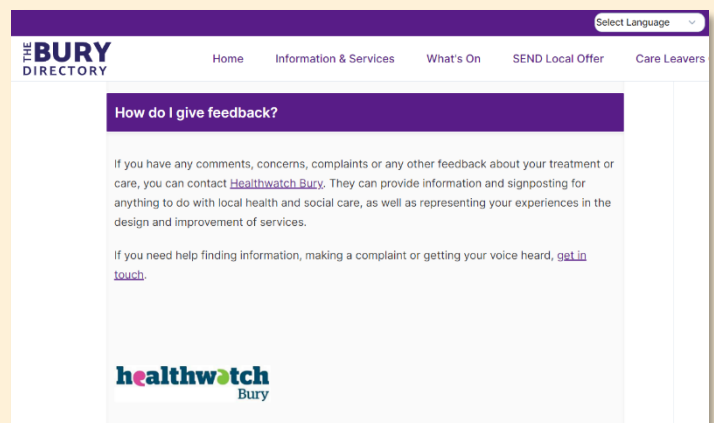 Select Language
THE BURY
DIRECTORY
Home Information & Services What's On SEND Local Offer Care Leavers
How do I give feedback?
If you have any comments, concerns, complaints or any other feedback about your treatment or
care, you can contact Healthwatch Bury. They can provide information and signposting for
anything to do with local health and social care, as well as representing your experiences in the
design and improvement of services.
If you need help finding information, making a complaint or getting your voice heard, get in
touch.
healthwatch
Bury